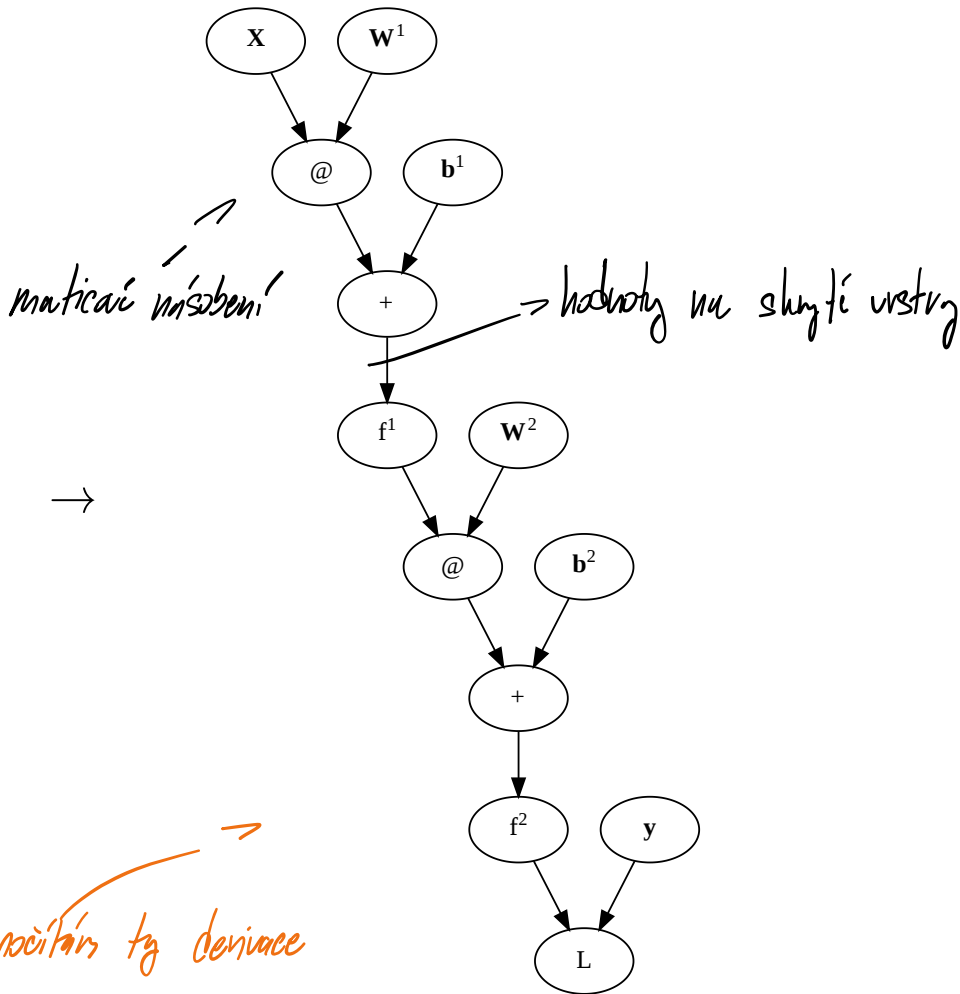 X W¹
@ b¹
maticové násobení
+ hodnoty na skryté vrstvy
f¹ W²
→
@ b²
+
f² y
počítám ty derivace
L